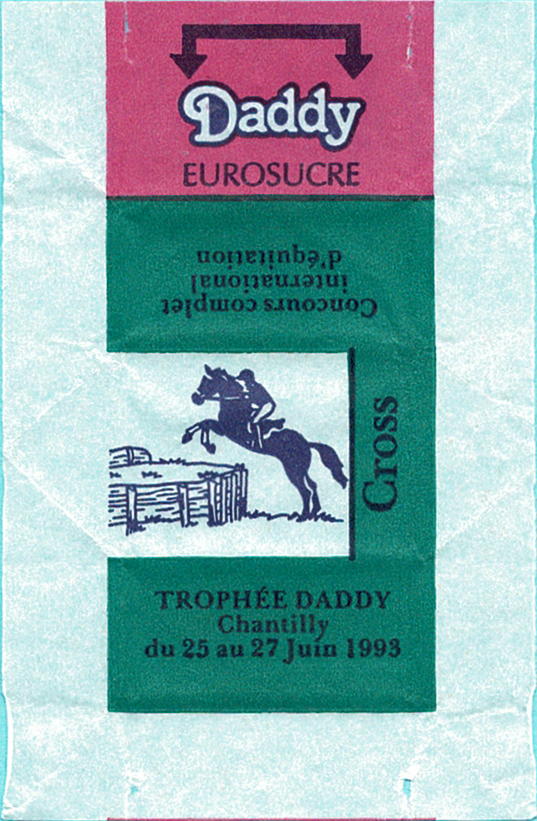 Daddy
EUROSUCRE
Concours complet
international
d'équitation
Cross
TROPHÉE DADDY
Chantilly
du 25 au 27 Juin 1993